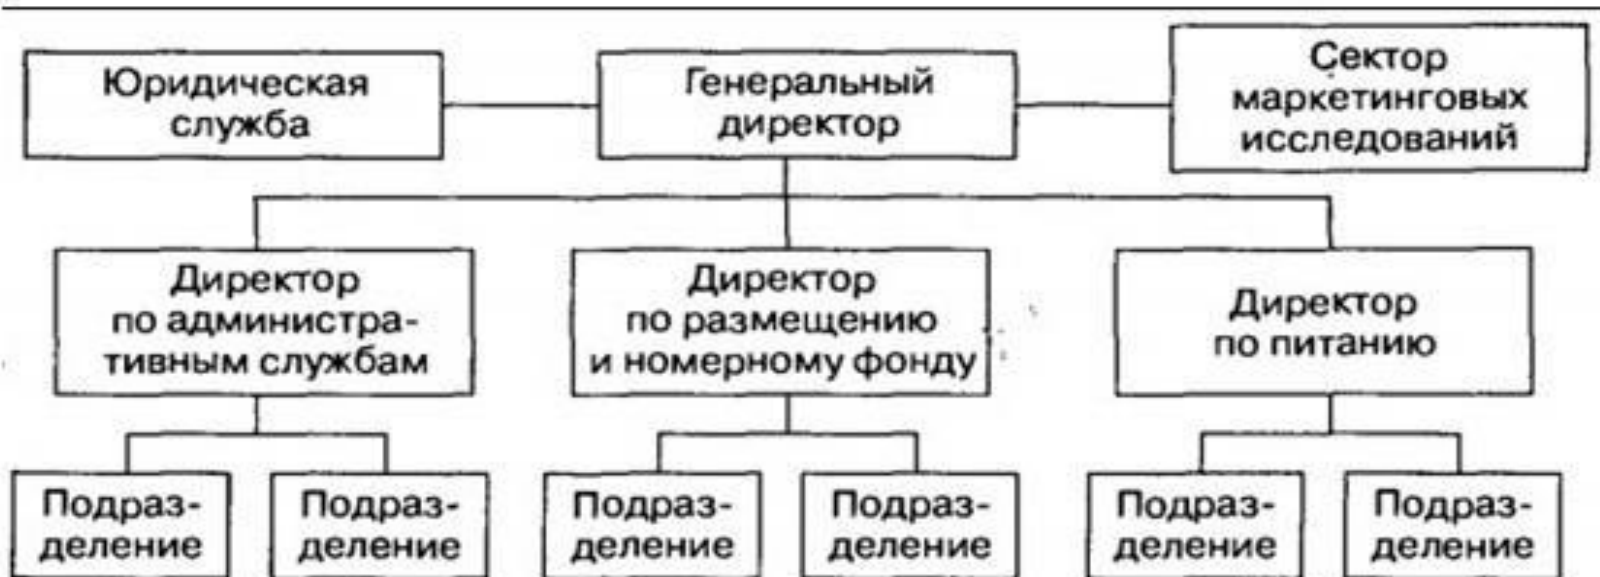 Юридическая
служба
Генеральный
директор
Сектор
маркетинговых
исследований
Директор
по администра-
тивным службам
Директор
по размещению
и номерному фонду
Директор
по питанию
Подраз-
деление
Подраз-
деление
Подраз-
деление
Подраз-
деление
Подраз-
деление
Подраз-
деление